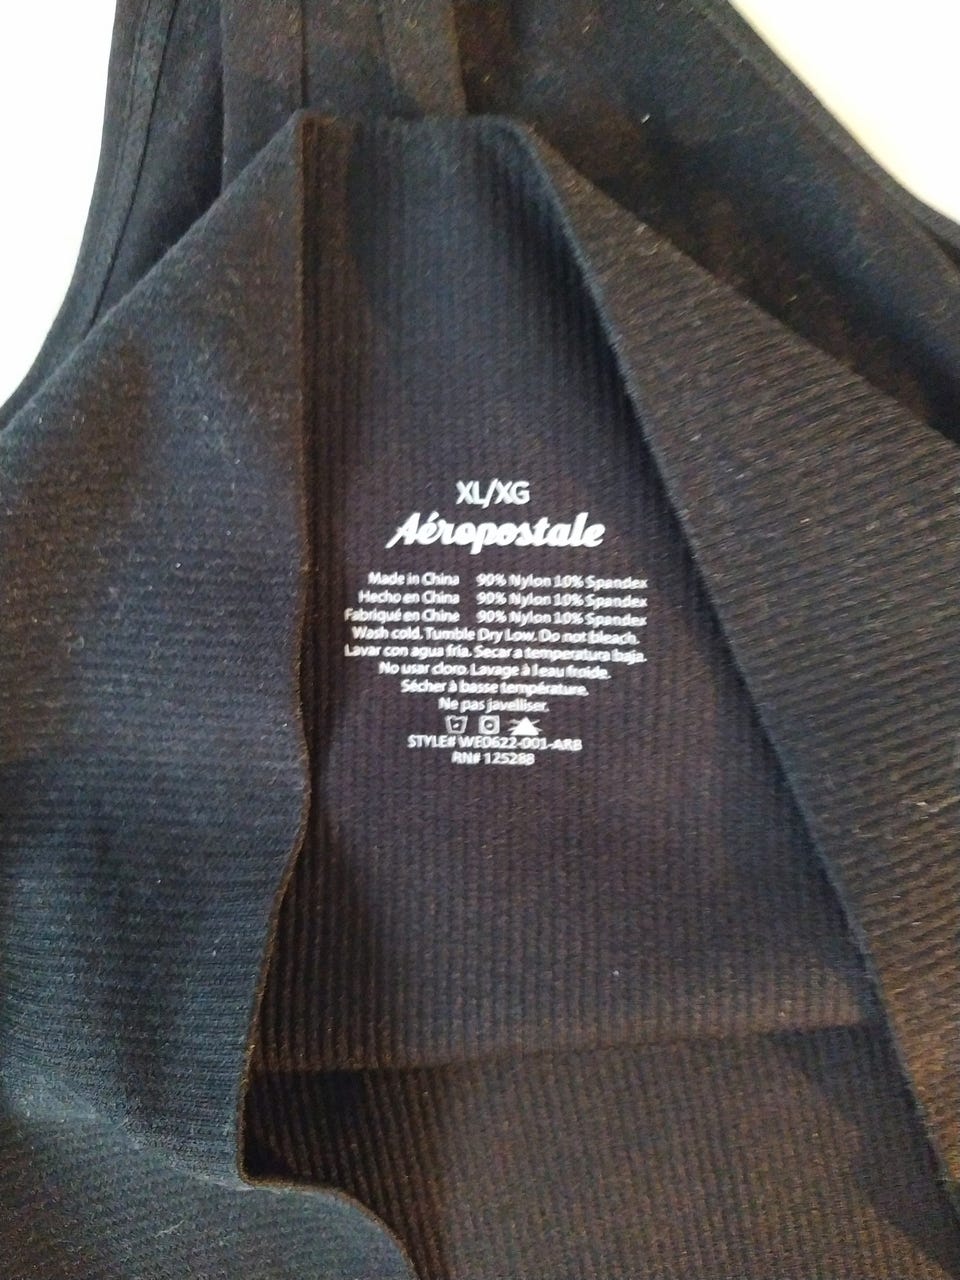 XL/XG
Aéropostale
Made in China 90% Nylon 10% Spandex
Hecho en China 90% Nylon 10% Spandex
Fabriqué en Chine 90% Nylon 10% Spandex
Wash cold. Tumble Dry Low. Do not bleach.
Lavar con agua fría. Secar a temperatura baja.
No usar cloro. Lavage à l'eau froide.
Sécher à basse température.
Ne pas javelliser.
STYLE# WE0622-001-ARB
RN# 125288